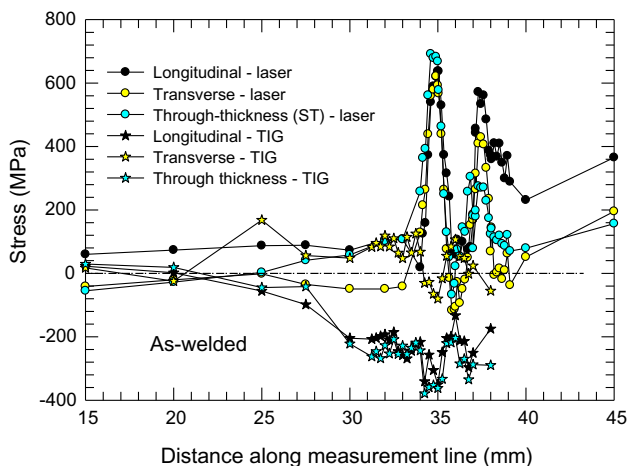 800
600
400
200
0
-200
-400
Stress (MPa)
Longitudinal - laser
Transverse - laser
Through-thickness (ST) - laser
Longitudinal - TIG
Transverse - TIG
Through thickness - TIG
As-welded
15 20 25 30 35 40 45
Distance along measurement line (mm)